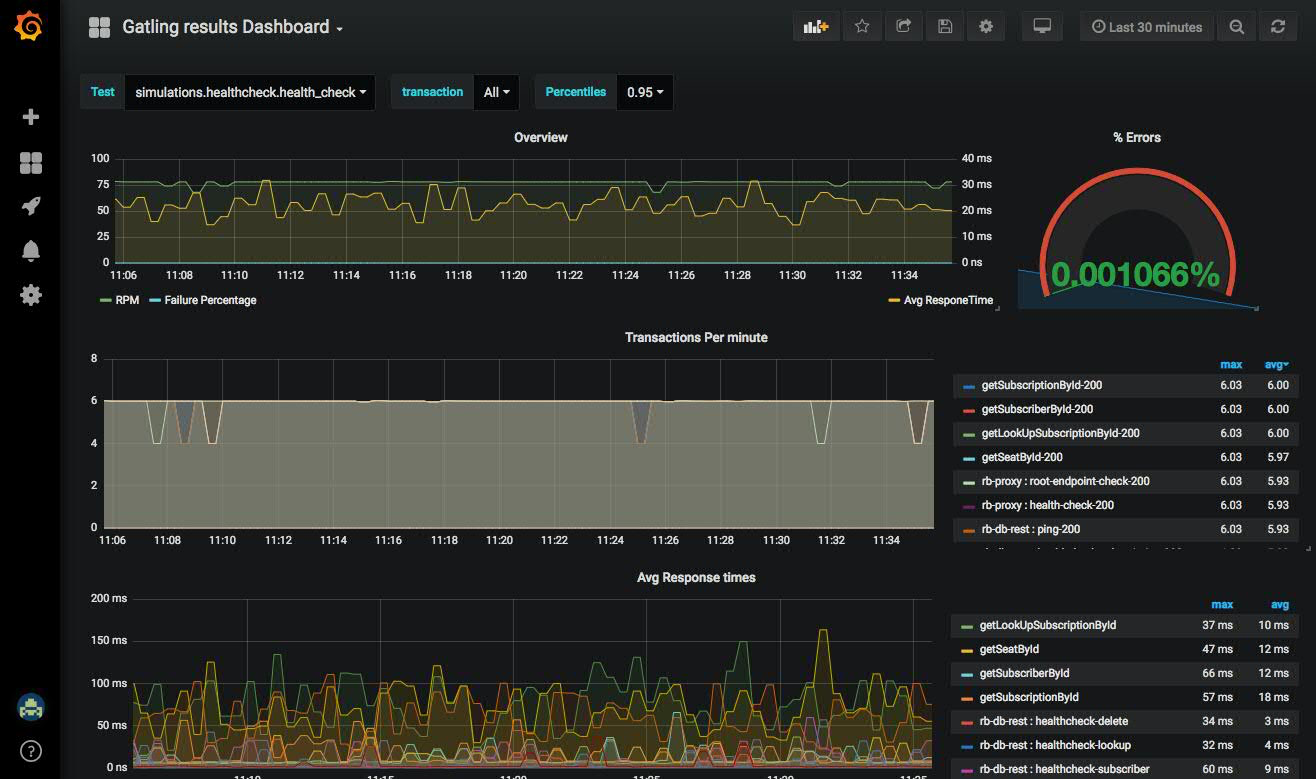 Gatling results Dashboard
Last 30 minutes
Test simulations.healthcheck.health_check transaction All Percentiles 0.95
Overview
100 75 50 25 0
40 ms 30 ms 20 ms 10 ms 0 ns
11:06 11:08 11:10 11:12 11:14 11:16 11:18 11:20 11:22 11:24 11:26 11:28 11:30 11:32 11:34
RPM Failure Percentage Avg ResponeTime
% Errors
0.001066%
Transactions Per minute
8 6 4 2 0
11:06 11:08 11:10 11:12 11:14 11:16 11:18 11:20 11:22 11:24 11:26 11:28 11:30 11:32 11:34
max avg
getSubscriptionById-200 6.03 6.00
getSubscriberById-200 6.03 6.00
getLookUpSubscriptionById-200 6.03 6.00
getSeatById-200 6.03 5.97
rb-proxy : root-endpoint-check-200 6.03 5.93
rb-proxy : health-check-200 6.03 5.93
rb-db-rest : ping-200 6.03 5.93
Avg Response times
200 ms
150 ms
100 ms
50 ms
0 ns
max avg
getLookUpSubscriptionById 37 ms 10 ms
getSeatById 47 ms 12 ms
getSubscriberById 66 ms 12 ms
getSubscriptionById 57 ms 18 ms
rb-db-rest : healthcheck-delete 34 ms 3 ms
rb-db-rest : healthcheck-lookup 32 ms 4 ms
rb-db-rest : healthcheck-subscriber 60 ms 9 ms